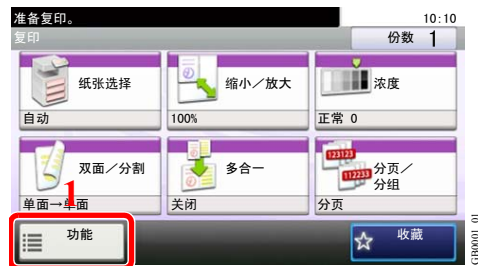 准备复印。
10:10
复印
份数 1
纸张选择
缩小／放大
浓度
自动
100%
正常 0
双面／分割
多合一
123123
112233
分页／
分组
单面→单面
关闭
分页
1
功能
收藏
GB0001_01